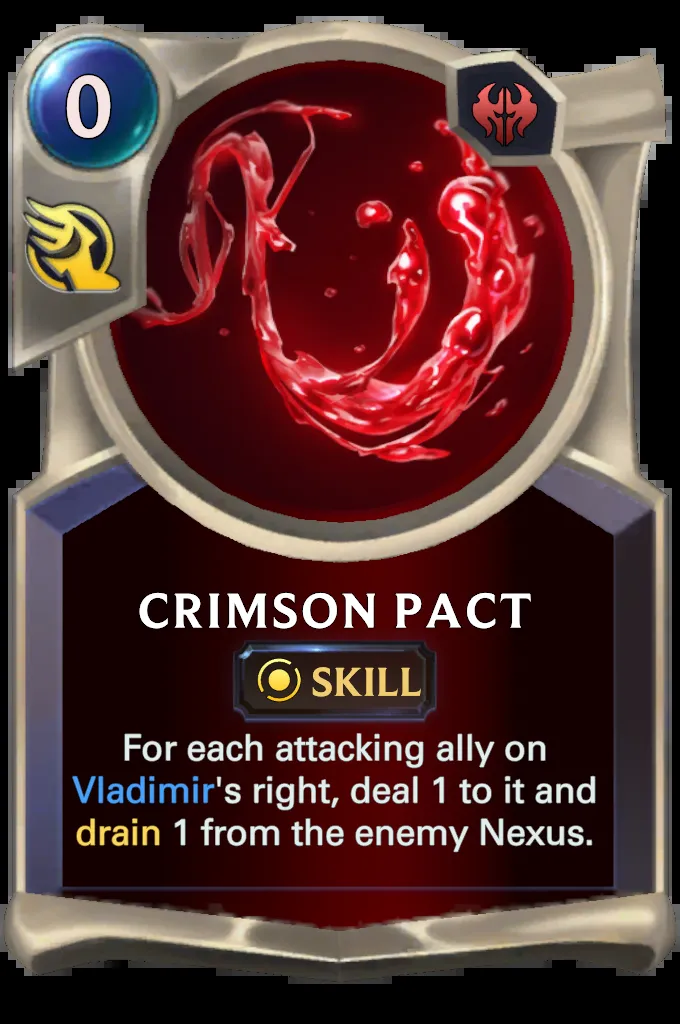 0
CRIMSON PACT
SKILL
For each attacking ally on
Vladimir's right, deal 1 to it and
drain 1 from the enemy Nexus.